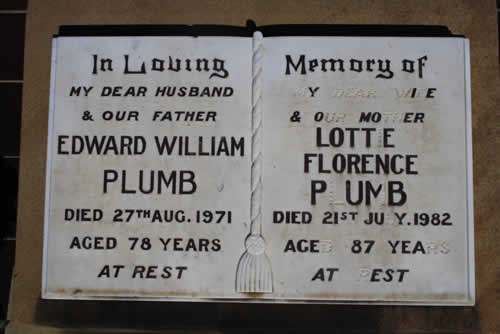 In Loving
MY DEAR HUSBAND
& OUR FATHER
EDWARD WILLIAM
PLUMB
DIED 27TH AUG. 1971
AGED 78 YEARS
AT REST
Memory of
MY DEAR WIFE
& OUR MOTHER
LOTTIE
FLORENCE
PLUMB
DIED 21ST JULY. 1982
AGED 87 YEARS
AT REST